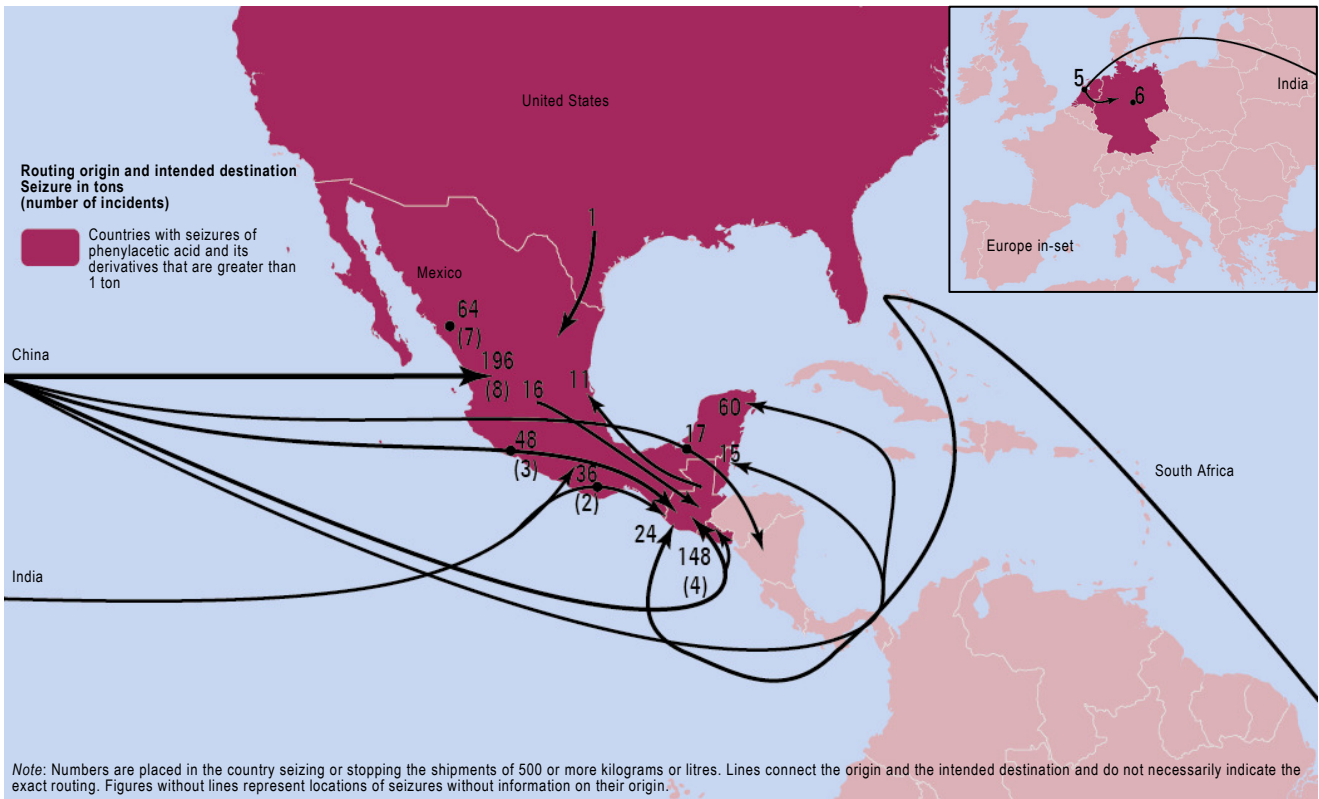 United States
5
6
India
Routing origin and intended destination
Seizure in tons
(number of incidents)
Countries with seizures of
phenylacetic acid and its
derivatives that are greater than
1 ton
Europe in-set
1
Mexico
64
(7)
China
196
(8)
16
11
60
17
15
48
(3)
36
(2)
South Africa
24
148
(4)
India
Note: Numbers are placed in the country seizing or stopping the shipments of 500 or more kilograms or litres. Lines connect the origin and the intended destination and do not necessarily indicate the
exact routing. Figures without lines represent locations of seizures without information on their origin.